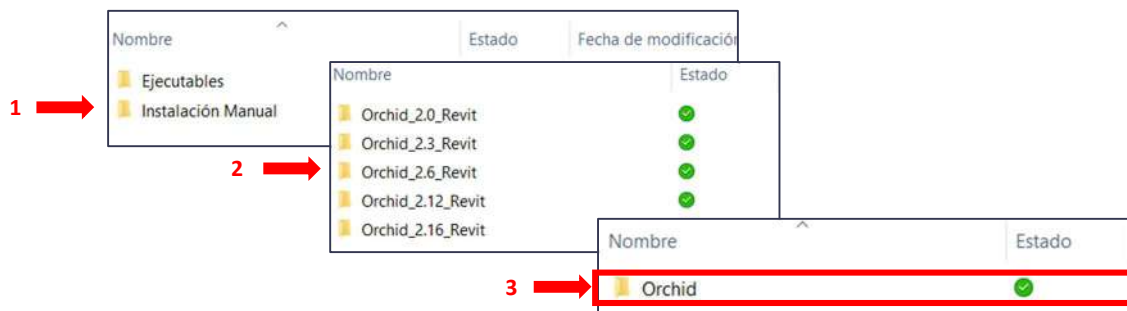 Nombre Estado Fecha de modificación
Ejecutables
1 Instalación Manual
Nombre Estado
Orchid_2.0_Revit
Orchid_2.3_Revit
2 Orchid_2.6_Revit
Orchid_2.12_Revit
Orchid_2.16_Revit
Nombre Estado
3 Orchid